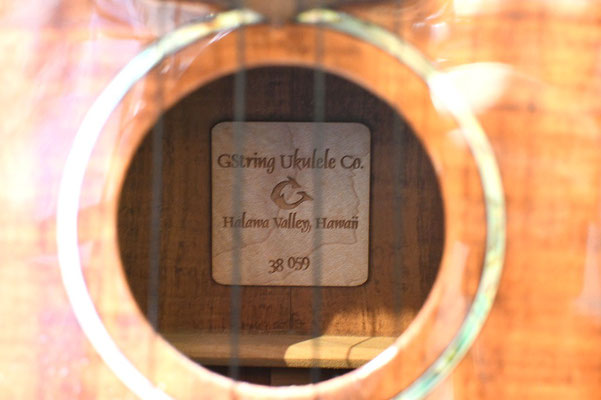 GString Ukulele Co.
G
Halawa Valley, Hawaii
38 059